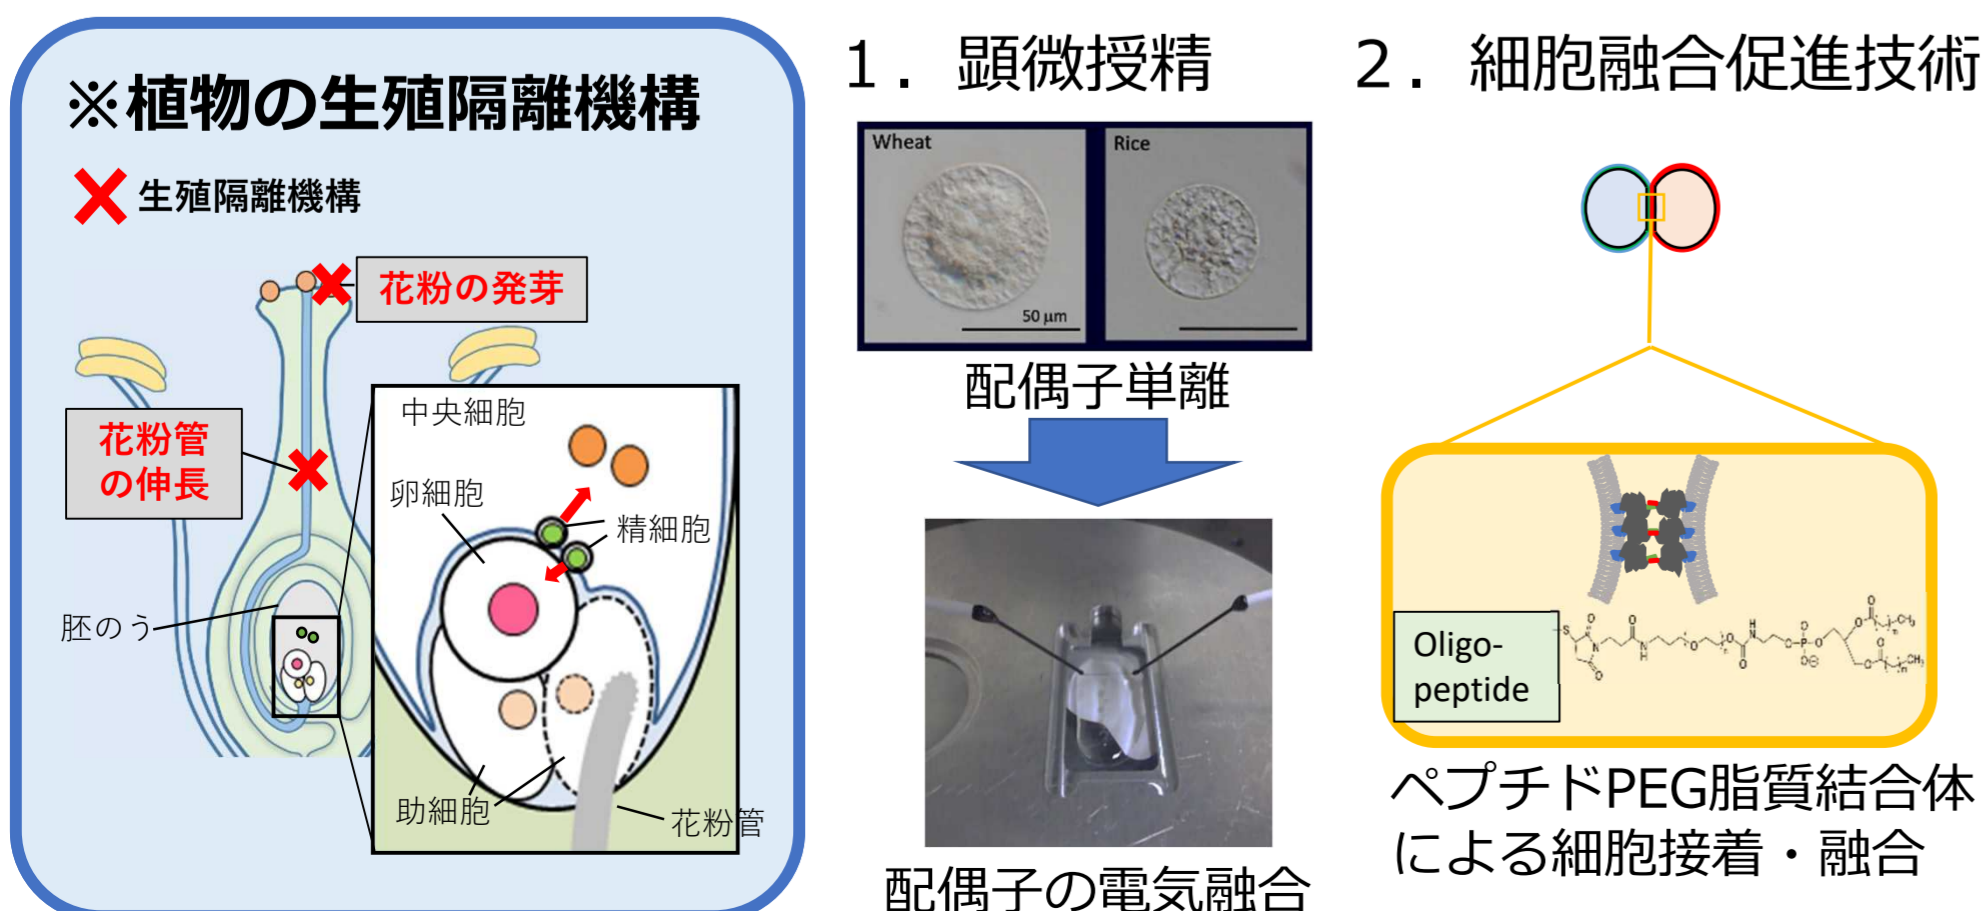 ※植物の生殖隔離機構
生殖隔離機構
花粉の発芽
花粉管
の伸長
胚のう
中央細胞
卵細胞
精細胞
助細胞
花粉管
1. 顕微授精
Wheat
50 μm
Rice
配偶子単離
配偶子の電気融合
2. 細胞融合促進技術
Oligo-
peptide
ペプチドPEG脂質結合体
による細胞接着・融合